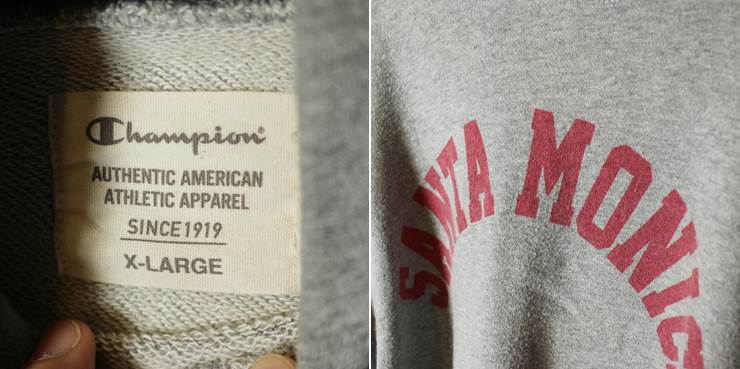 Champion
AUTHENTIC AMERICAN
ATHLETIC APPAREL
SINCE 1919
X-LARGE
SANTA MONIC